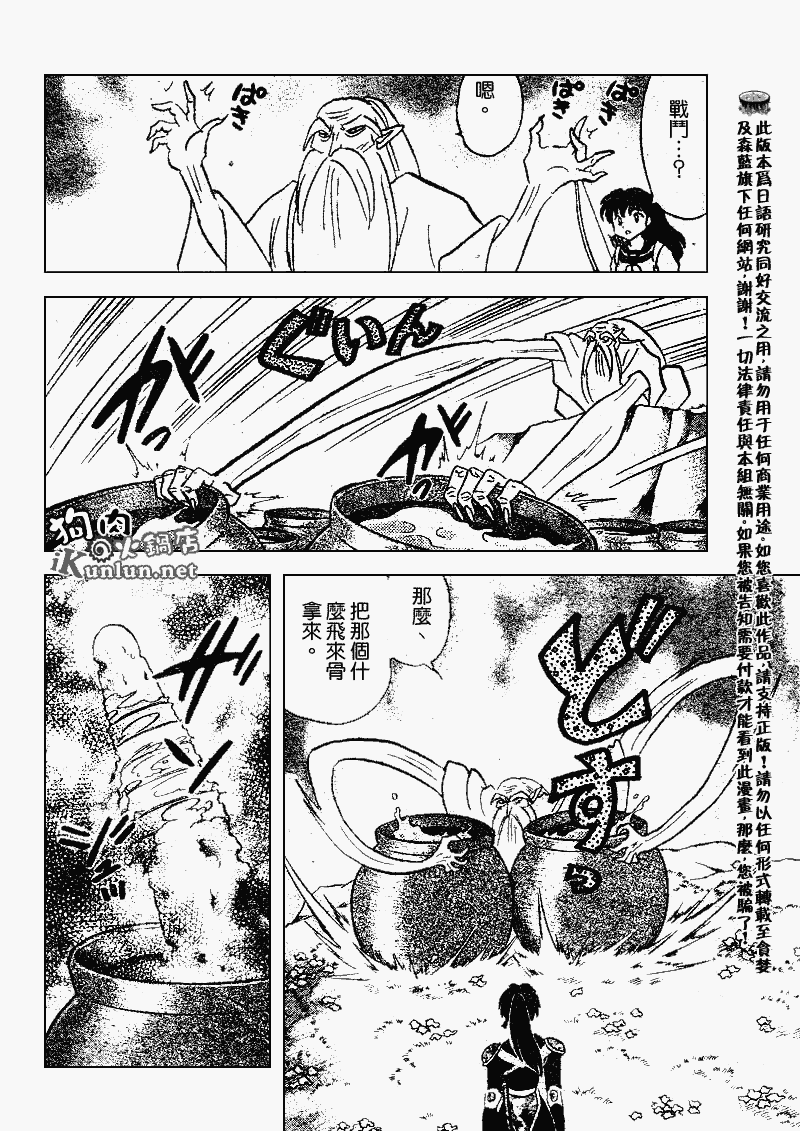 戰鬥…？
嗯。
ぱき
ぱき
ぱき
ぐいん
ガッ
ガッ
那麼、
把那個什
麼飛來骨
拿來。
どすっ
狗肉
の火鍋店
iKunlun.net
此版本爲日語研究同好交流之用，請勿用于任何商業用途。如您喜歡此作品，請支持正版！請勿以任何形式轉載至貪婪
及森藍旗下任何網站，謝謝！一切法律責任與本組無關。如果您被告知需要付款才能看到此漫畫，那麼，您被騙了！